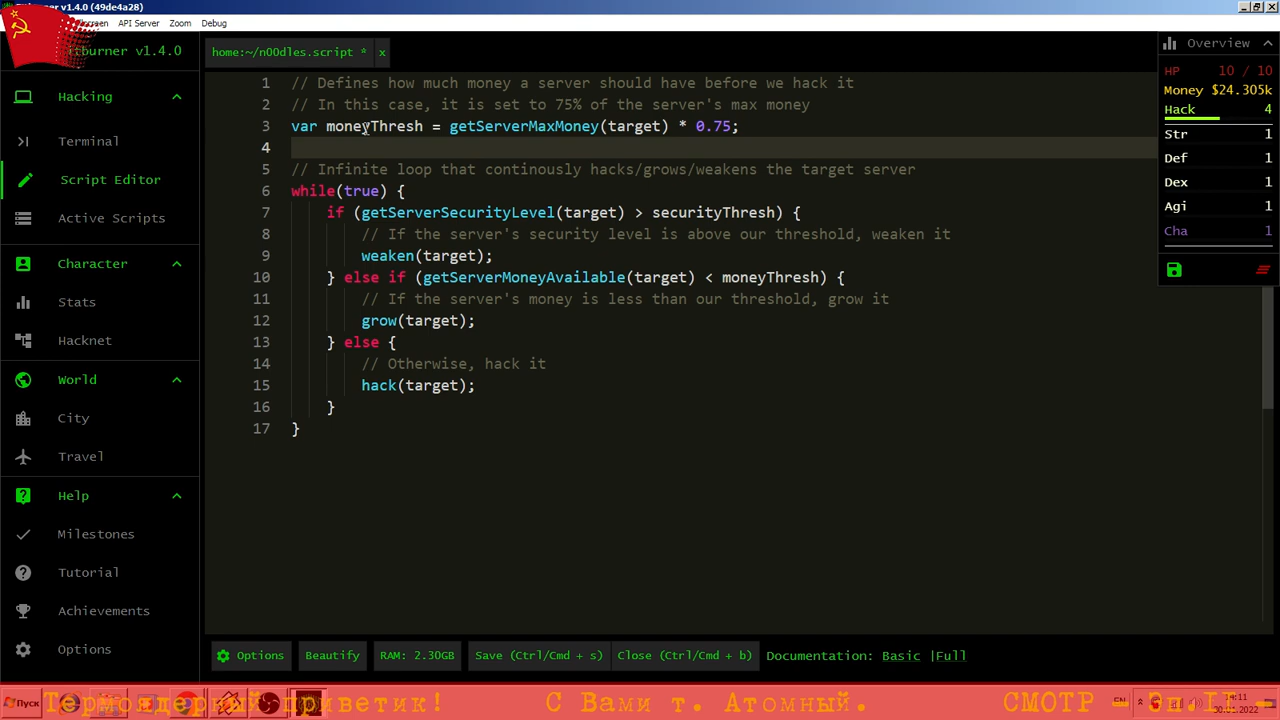 burner v1.4.0 (49de4a28)
screen API Server Zoom Debug
burner v1.4.0
home:~/n00dles.script * x
Overview
HP 10 / 10
Money $24.305k
Hack 4
Str 1
Def 1
Dex 1
Agi 1
Cha 1
Hacking
Terminal
Script Editor
Active Scripts
Character
Stats
Hacknet
World
City
Travel
Help
Milestones
Tutorial
Achievements
Options
1 // Defines how much money a server should have before we hack it
2 // In this case, it is set to 75% of the server's max money
3 var moneyThresh = getServerMaxMoney(target) * 0.75;
4
5 // Infinite loop that continously hacks/grows/weakens the target server
6 while(true) {
7 if (getServerSecurityLevel(target) > securityThresh) {
8 // If the server's security level is above our threshold, weaken it
9 weaken(target);
10 } else if (getServerMoneyAvailable(target) < moneyThresh) {
11 // If the server's money is less than our threshold, grow it
12 grow(target);
13 } else {
14 // Otherwise, hack it
15 hack(target);
16 }
17 }
Options Beautify RAM: 2.30GB Save (Ctrl/Cmd + s) Close (Ctrl/Cmd + b) Documentation: Basic |Full
Пуск
Термоядерный приветик! С Вами т. Атомный. СМОТР
EN 14:11
30.01.2022